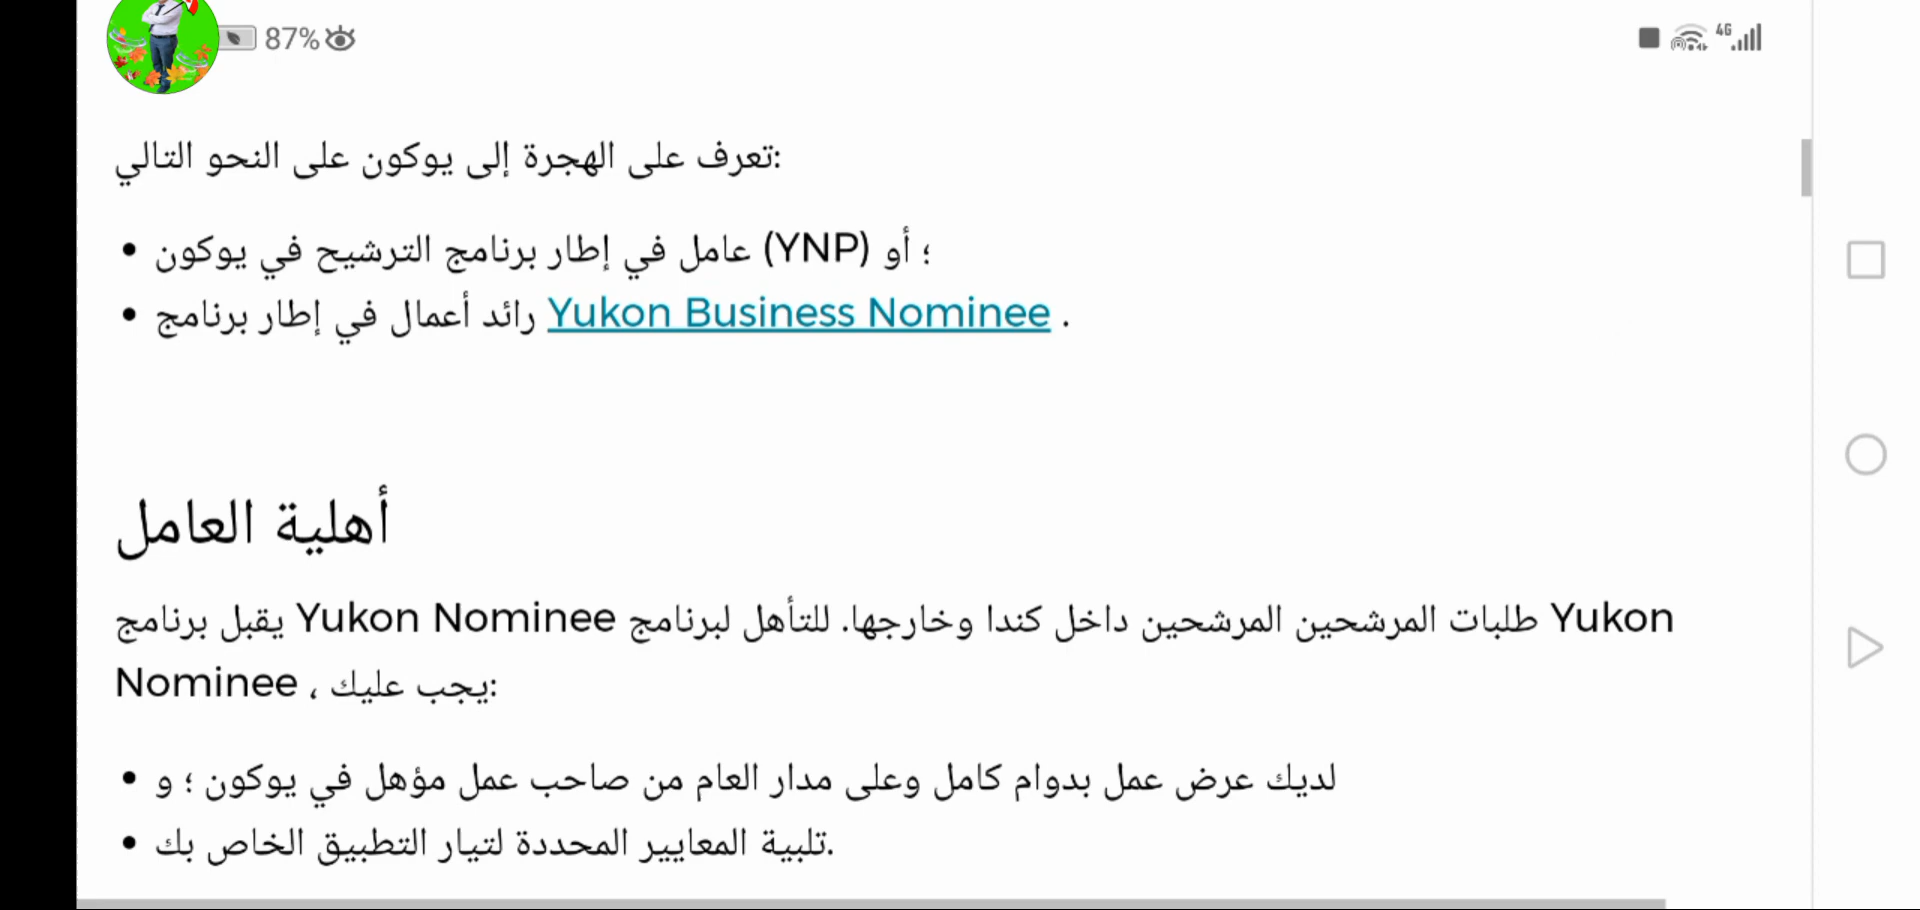 87%
4G
تعرف على الهجرة إلى يوكون على النحو التالي:
• عامل في إطار برنامج الترشيح في يوكون (YNP) ؛ أو
• رائد أعمال في إطار برنامج Yukon Business Nominee .
أهلية العامل
يقبل برنامج Yukon Nominee طلبات المرشحين المرشحين داخل كندا وخارجها. للتأهل لبرنامج Yukon
Nominee ، يجب عليك:
• لديك عرض عمل بدوام كامل وعلى مدار العام من صاحب عمل مؤهل في يوكون ؛ و
• تلبية المعايير المحددة لتيار التطبيق الخاص بك.